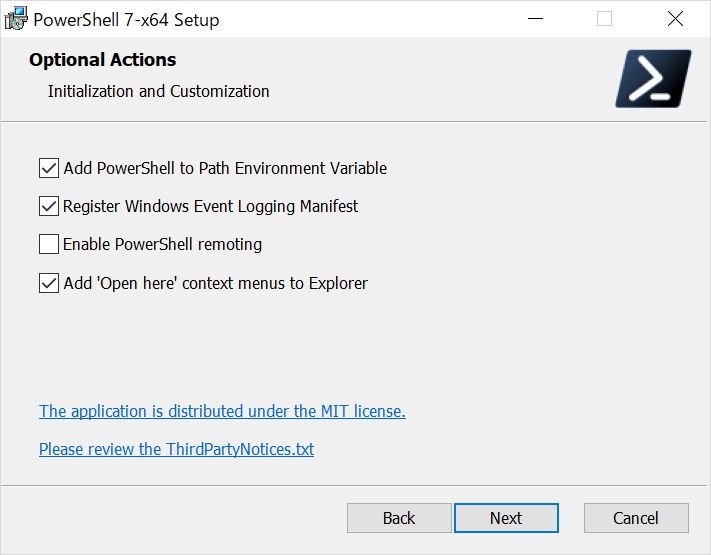 PowerShell 7-x64 Setup
Optional Actions
Initialization and Customization
Add PowerShell to Path Environment Variable
Register Windows Event Logging Manifest
Enable PowerShell remoting
Add 'Open here' context menus to Explorer
The application is distributed under the MIT license.
Please review the ThirdPartyNotices.txt
Back Next Cancel